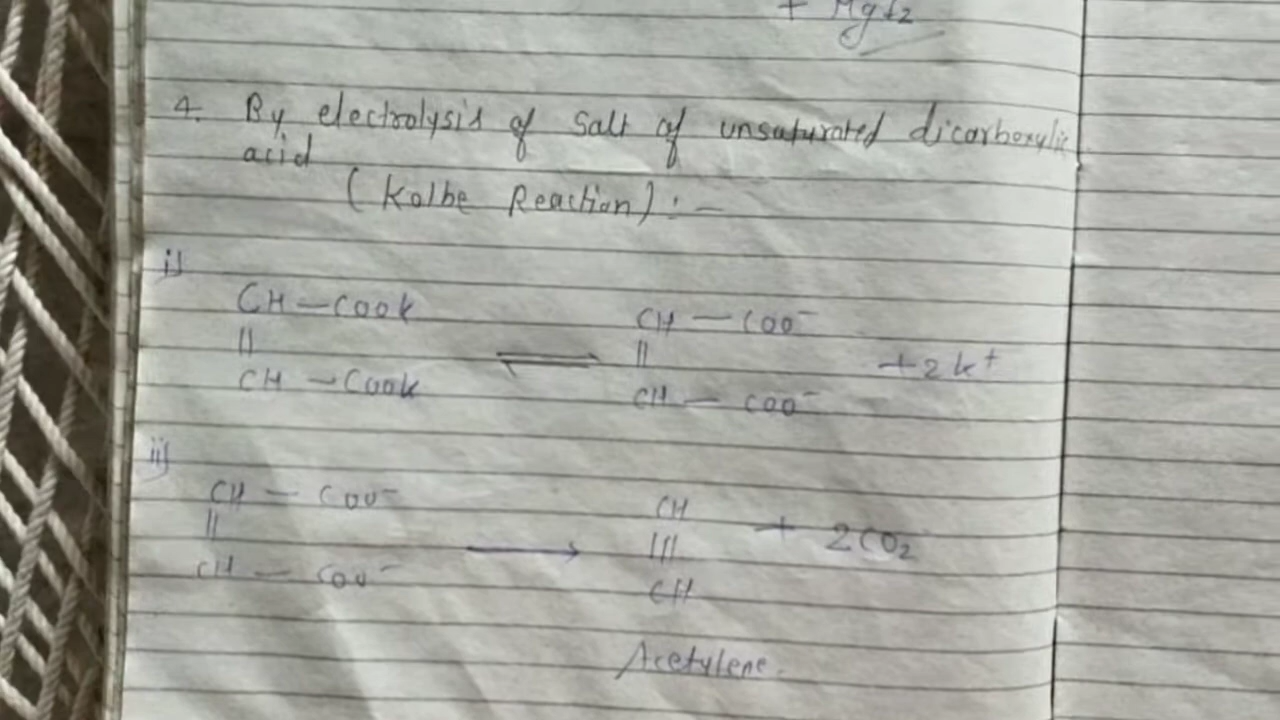 + MgI2
4. By electrolysis of salt of unsaturated dicarboxylic
acid
(Kolbe Reaction) : –
i)
CH – COOK
||
CH – COOK
⇌
CH – COO⁻
||
CH – COO⁻
+ 2K⁺
ii)
CH – COO⁻
||
CH – COO⁻
→
CH
|||
CH
+ 2CO₂
Acetylene.